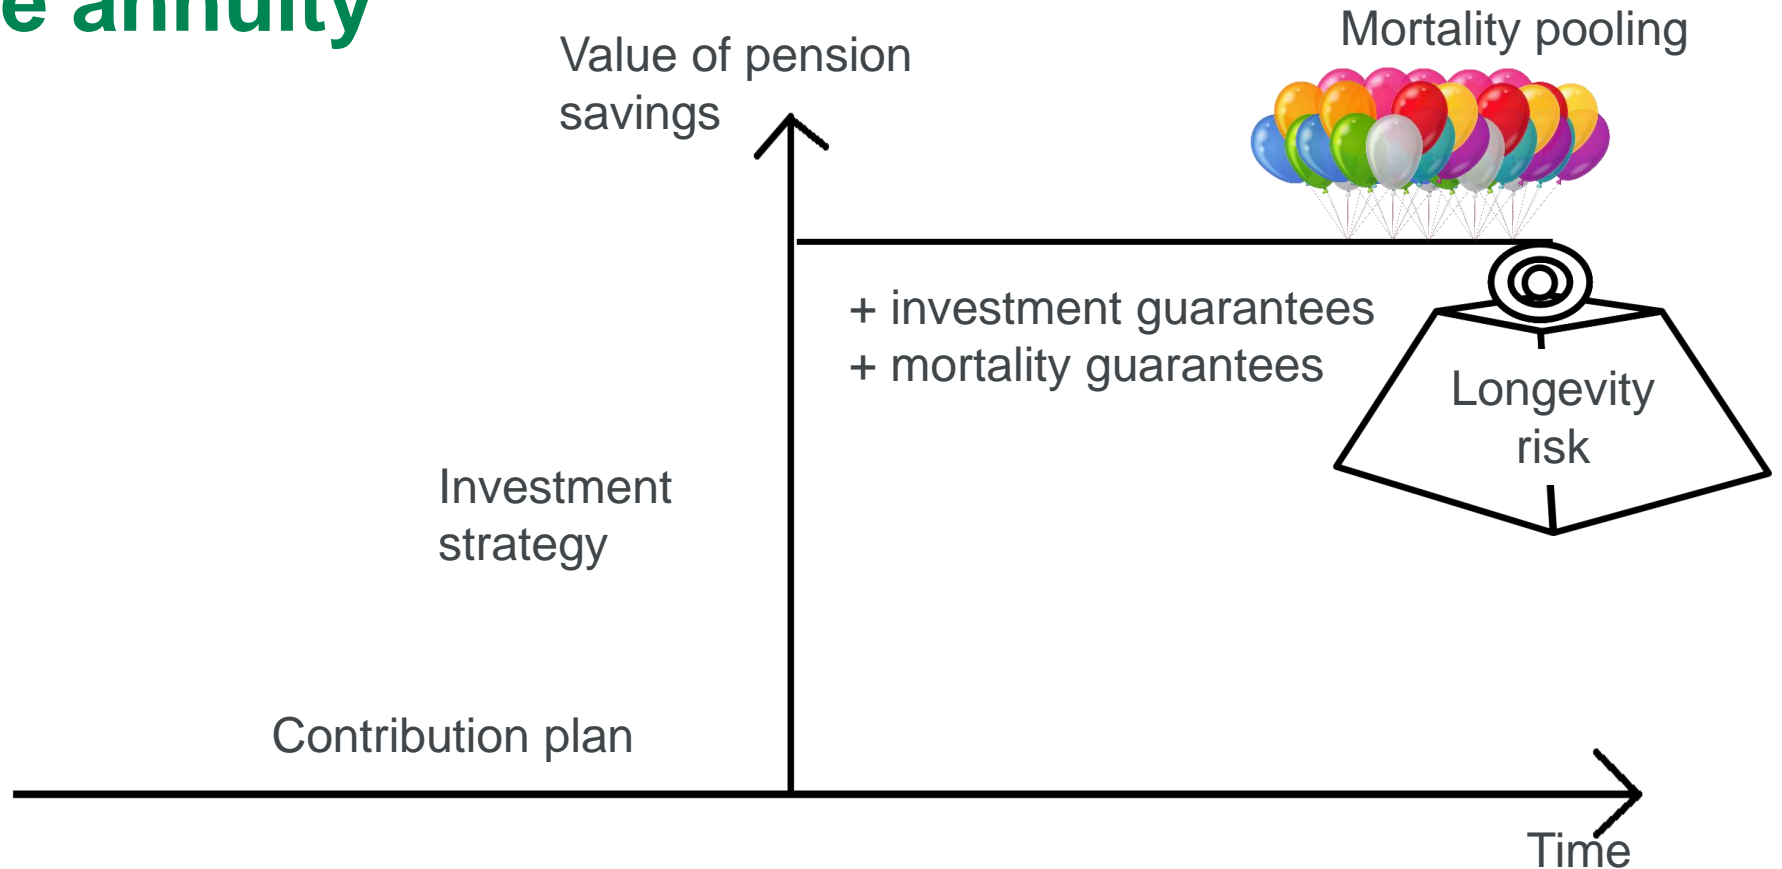 e annuity
Mortality pooling
Value of pension
savings
+ investment guarantees
+ mortality guarantees
Longevity
risk
Investment
strategy
Contribution plan
Time